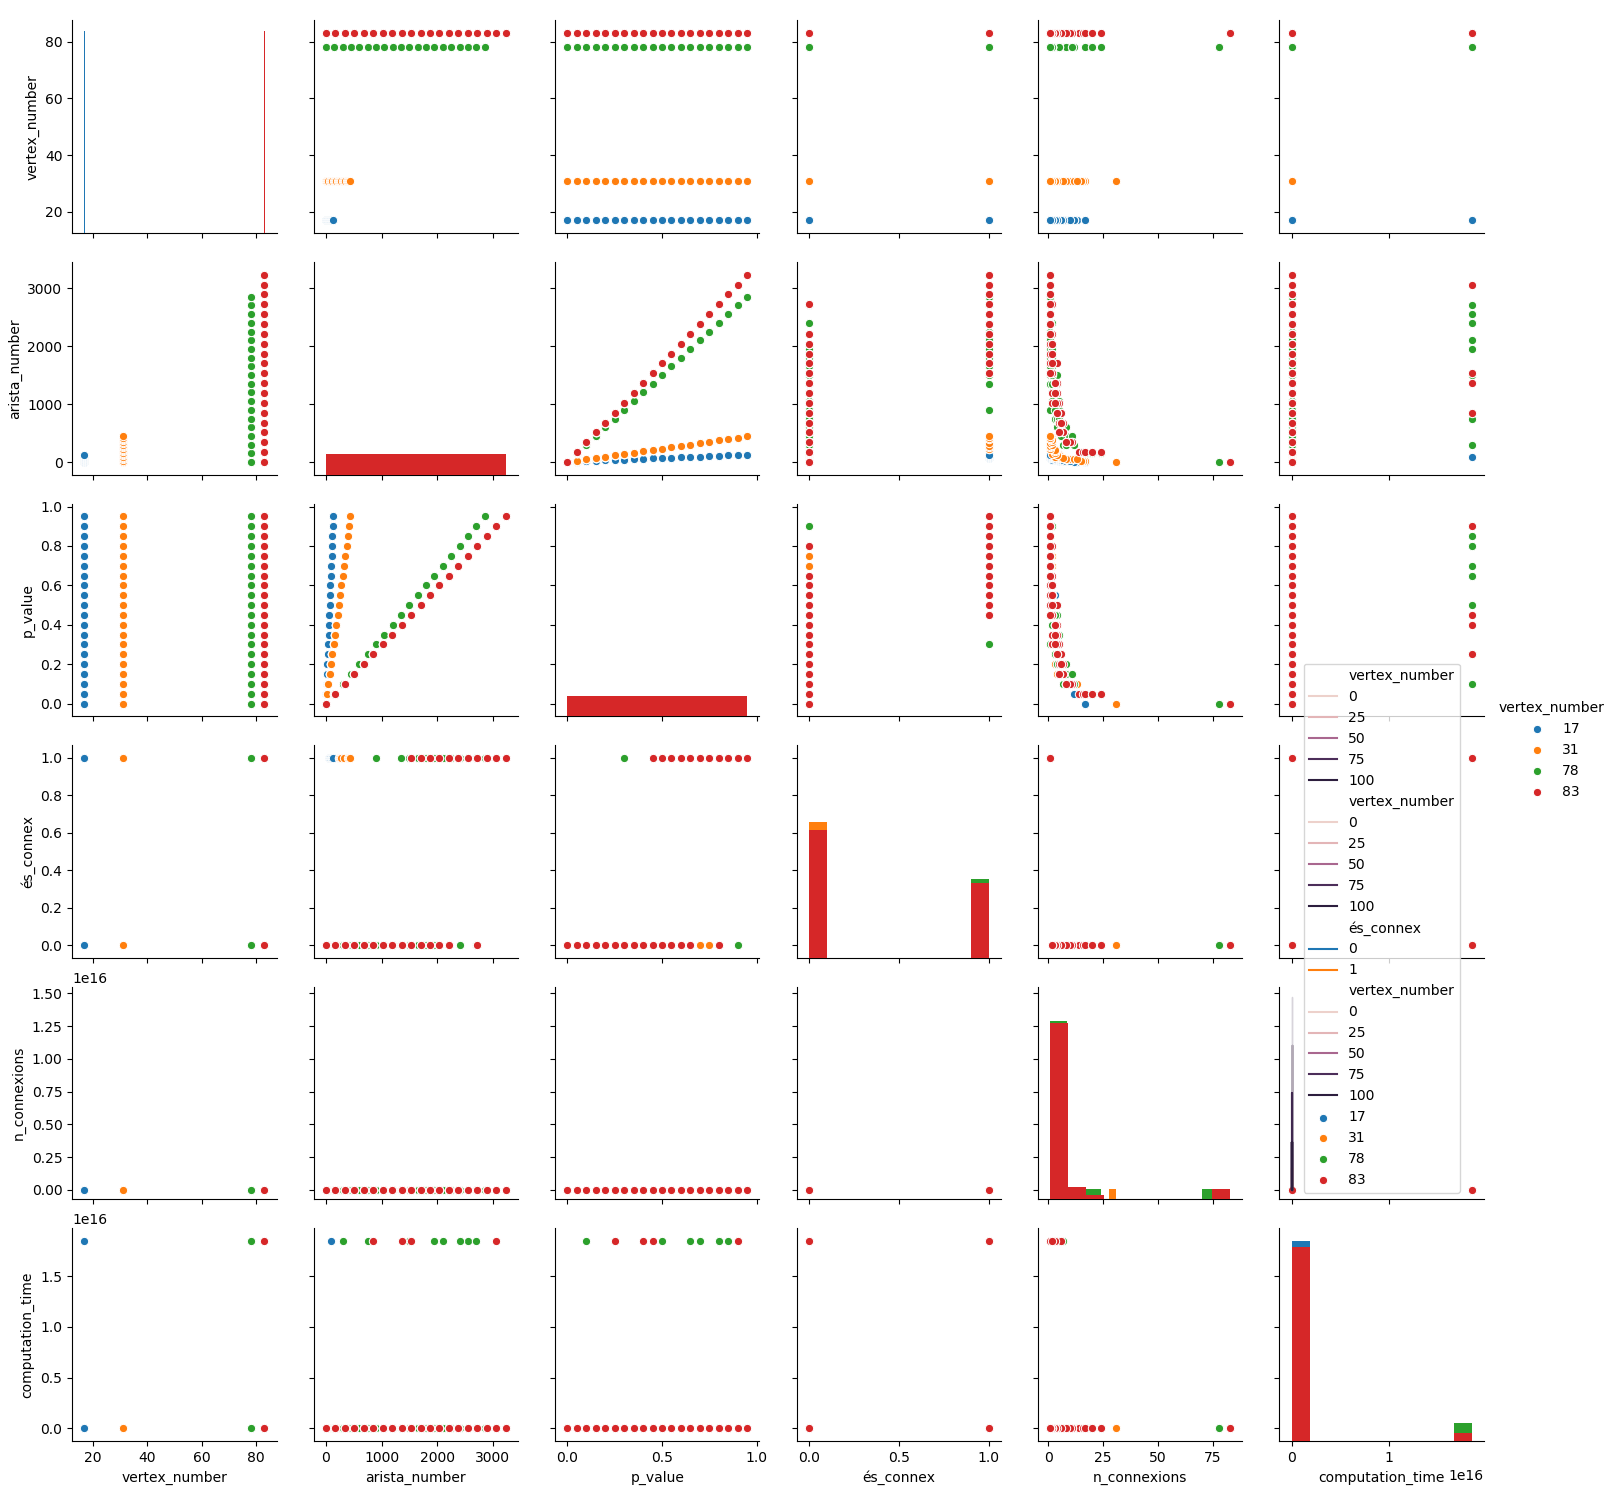 80
60
40
20
vertex_number
3000
2000
1000
0
arista_number
1.0
0.8
0.6
0.4
0.2
0.0
p_value
1.0
0.8
0.6
0.4
0.2
0.0
és_connex
1e16
1.50
1.25
1.00
0.75
0.50
0.25
0.00
n_connexions
1e16
1.5
1.0
0.5
0.0
computation_time
20 40 60 80
vertex_number
0 1000 2000 3000
arista_number
0.0 0.5 1.0
p_value
0.0 0.5 1.0
és_connex
0 25 50 75
n_connexions
0 1
computation_time 1e16
vertex_number
0
25
50
75
100
vertex_number
0
25
50
75
100
és_connex
0
1
vertex_number
0
25
50
75
100
17
31
78
83
vertex_number
17
31
78
83